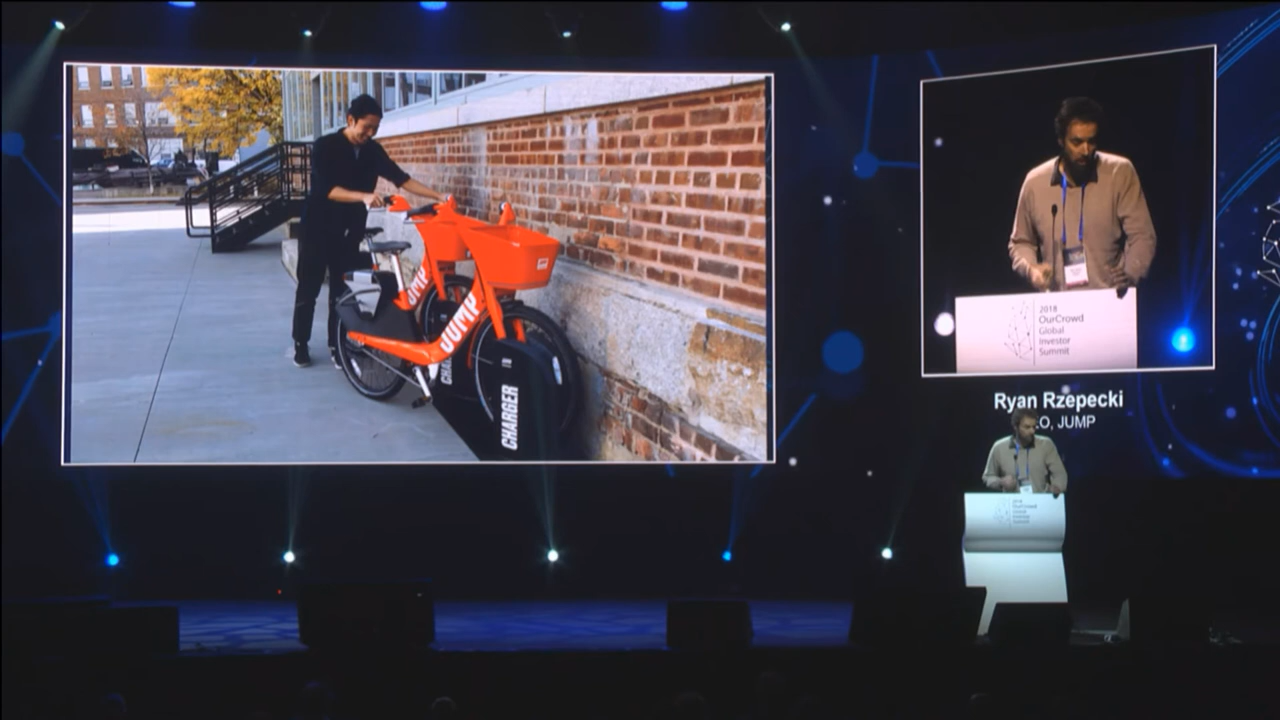 JUMP
JUMP
CHARGER
2018
OurCrowd
Global
Investor
Summit
Ryan Rzepecki
O, JUMP